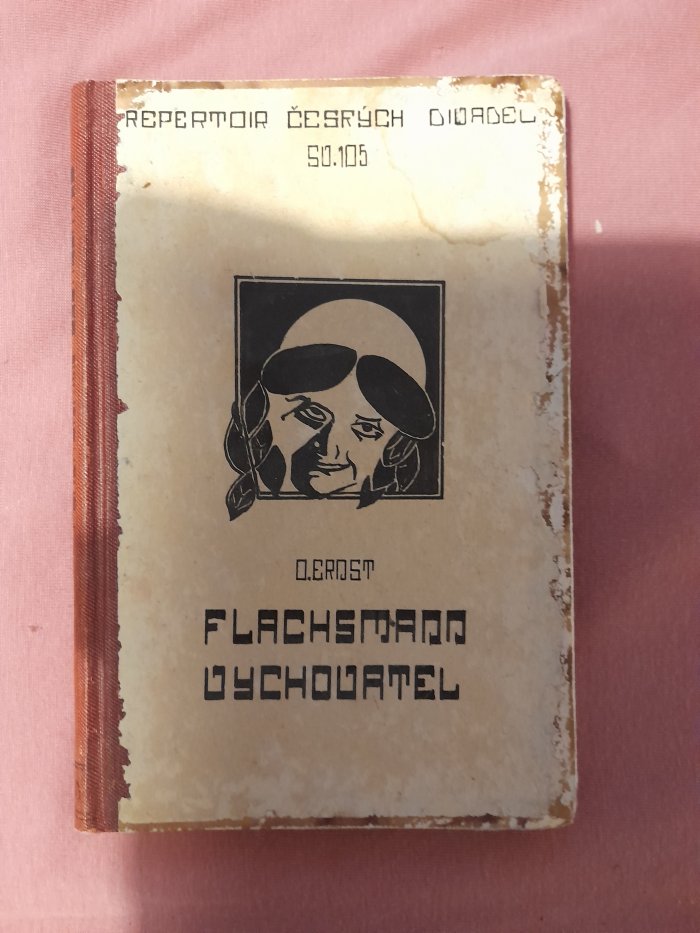 REPERTOIR ČESKÝCH DIVADEL
SV.105
O.ERNST
FLACHSMANN
VYCHOVATEL